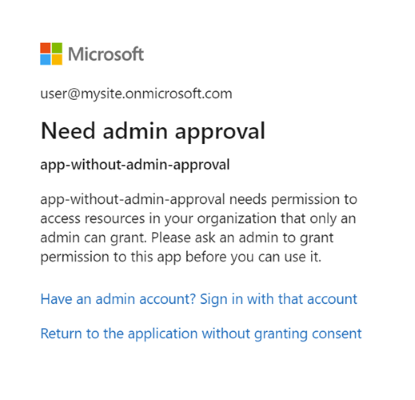 Microsoft
user@mysite.onmicrosoft.com
Need admin approval
app-without-admin-approval
app-without-admin-approval needs permission to
access resources in your organization that only an
admin can grant. Please ask an admin to grant
permission to this app before you can use it.
Have an admin account? Sign in with that account
Return to the application without granting consent